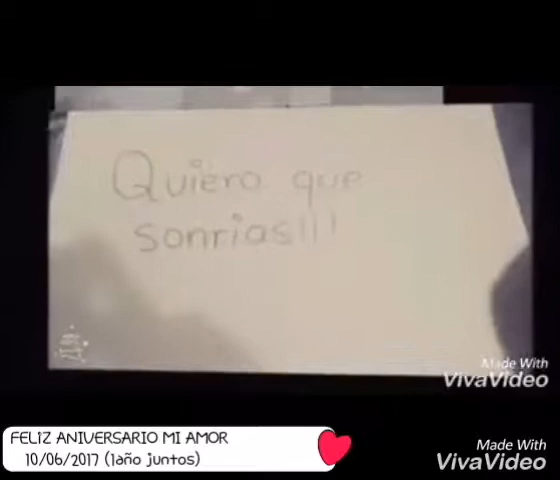 Quiero que
sonrias!!!
Made With
VivaVideo
FELIZ ANIVERSARIO MI AMOR
10/06/2017 (1año juntos)
Made With
VivaVideo